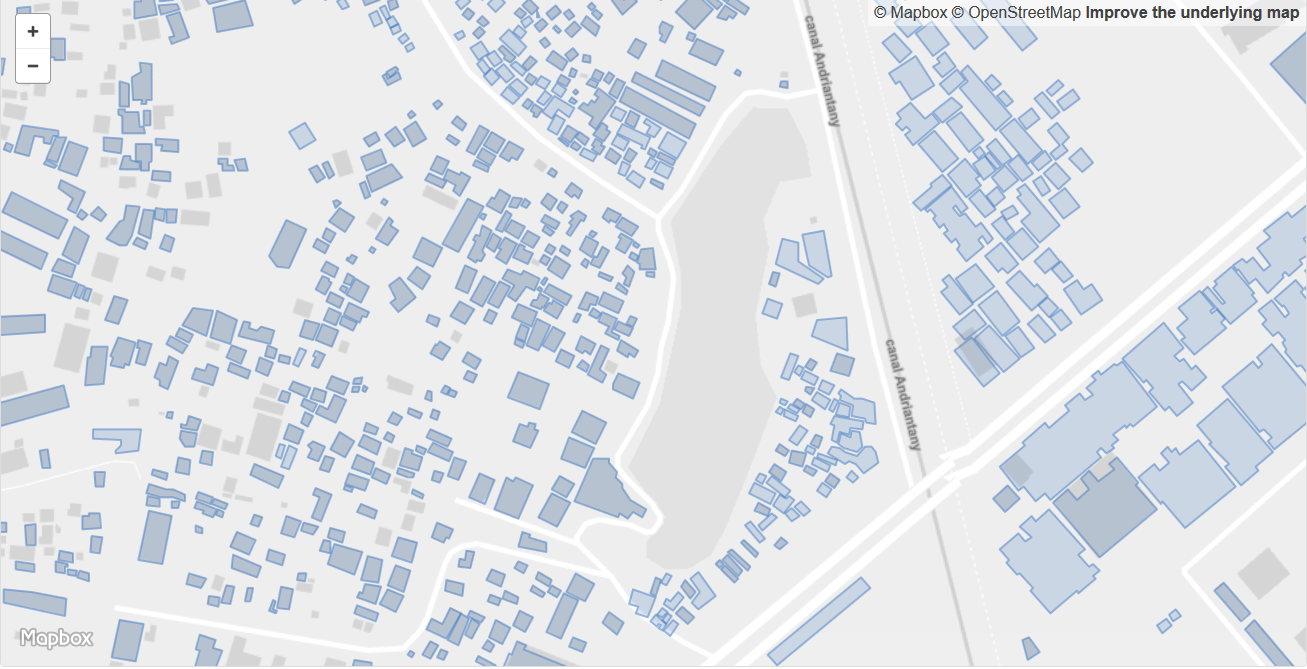 © Mapbox © OpenStreetMap Improve the underlying map
+
−
canal Andriantany
canal Andriantany
Mapbox